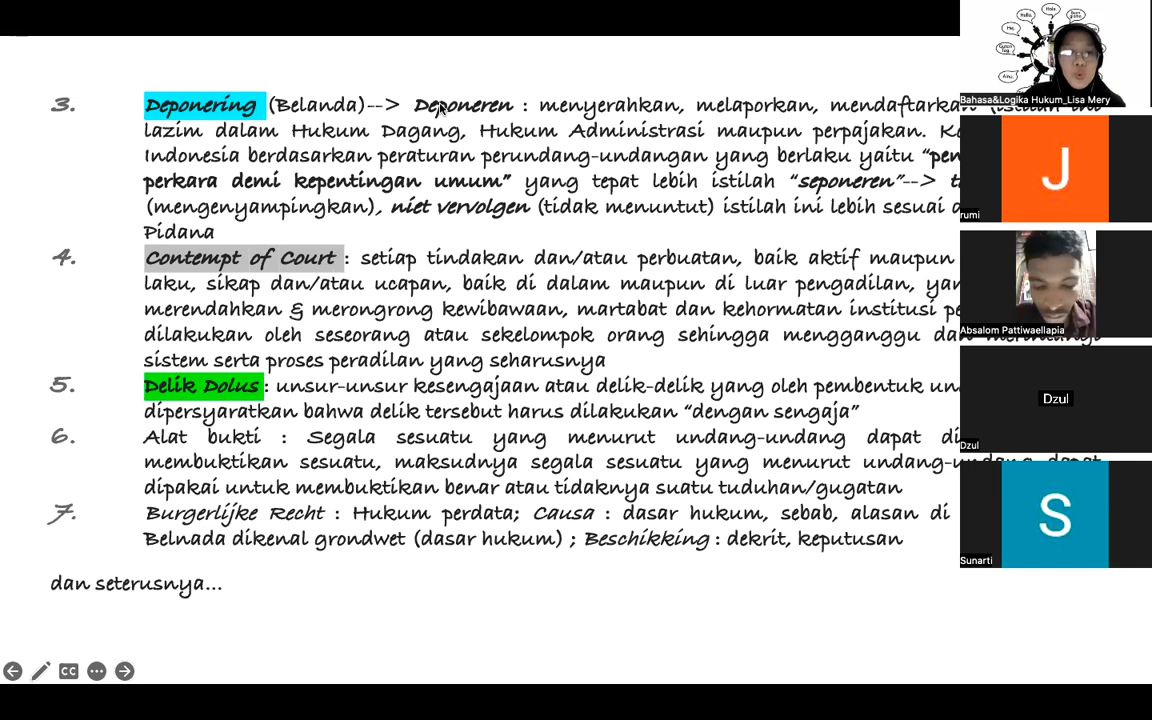 3. Deponering (Belanda)--> Deponeren : menyerahkan, melaporkan, mendaftarkan (istilah ini
lazim dalam Hukum Dagang, Hukum Administrasi maupun perpajakan.
Indonesia berdasarkan peraturan perundang-undangan yang berlaku yaitu
perkara demi kepentingan umum" yang tepat lebih istilah "seponeren"-->
(mengenyampingkan), niet vervolgen (tidak menuntut) istilah ini lebih sesuai
Pidana
4. Contempt of Court : setiap tindakan dan/atau perbuatan, baik aktif maupun
laku, sikap dan/atau ucapan, baik di dalam maupun di luar pengadilan,
merendahkan & merongrong kewibawaan, martabat dan kehormatan institusi
dilakukan oleh seseorang atau sekelompok orang sehingga mengganggu
sistem serta proses peradilan yang seharusnya
5. Delik Dolus : unsur-unsur kesengajaan atau delik-delik yang oleh pembentuk
dipersyaratkan bahwa delik tersebut harus dilakukan "dengan sengaja"
6. Alat bukti : Segala sesuatu yang menurut undang-undang dapat
membuktikan sesuatu, maksudnya segala sesuatu yang menurut undang-undang dapat
dipakai untuk membuktikan benar atau tidaknya suatu tuduhan/gugatan
7. Burgerlijke Recht : Hukum perdata; Causa : dasar hukum, sebab, alasan di
Belnada dikenal grondwet (dasar hukum) ; Beschikking : dekrit, keputusan
dan seterusnya...
CC
Bahasa&Logika Hukum_Lisa Mery
J
rumi
Absalom Pattiwaellapia
Dzul
Dzul
S
Sunarti